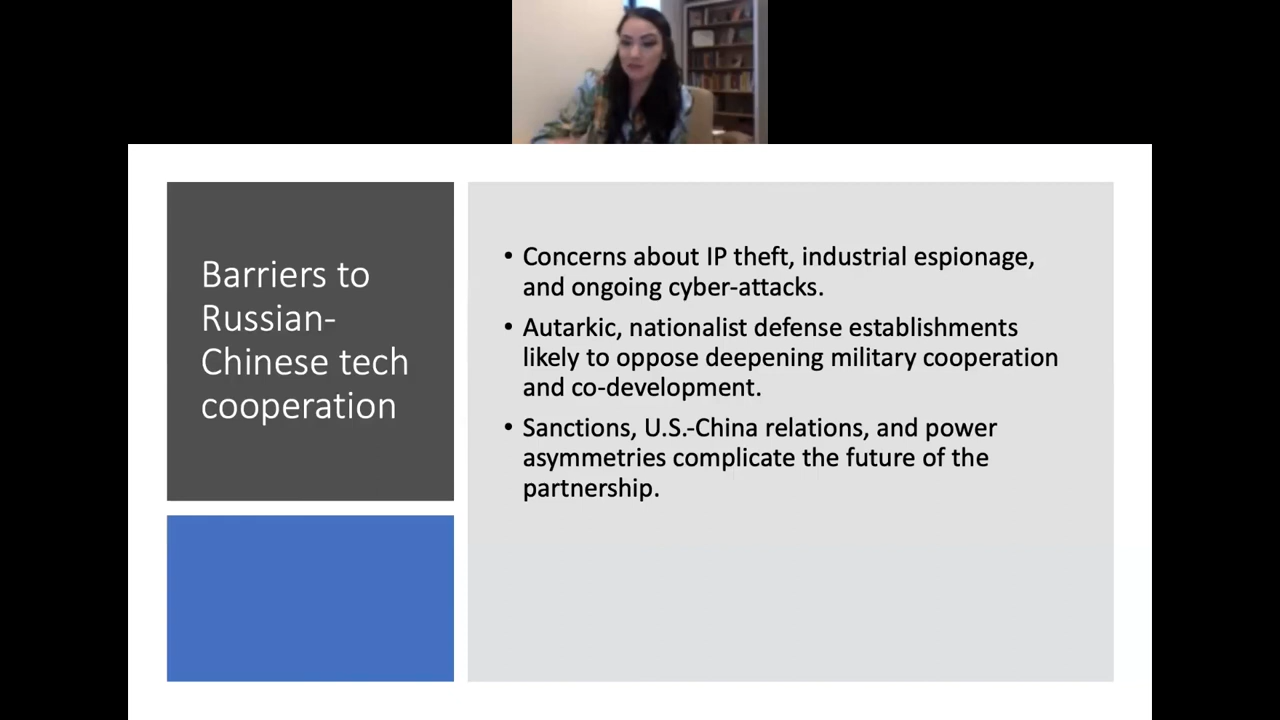 Barriers to
Russian-
Chinese tech
cooperation
• Concerns about IP theft, industrial espionage,
and ongoing cyber-attacks.
• Autarkic, nationalist defense establishments
likely to oppose deepening military cooperation
and co-development.
• Sanctions, U.S.-China relations, and power
asymmetries complicate the future of the
partnership.